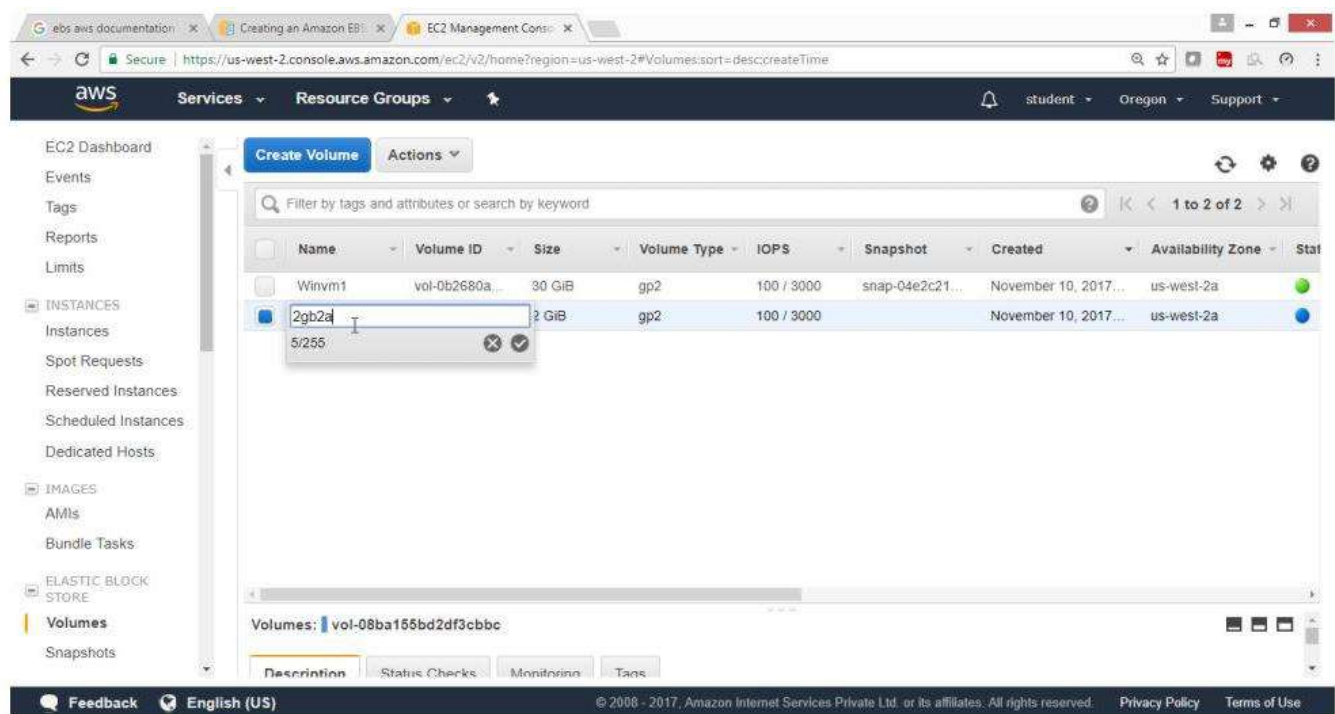 ebs aws documentation
Creating an Amazon EBS
EC2 Management Conso
Secure | https://us-west-2.console.aws.amazon.com/ec2/v2/home?region=us-west-2#Volumes:sort=desc:createTime
aws Services Resource Groups student Oregon Support
EC2 Dashboard
Events
Tags
Reports
Limits
INSTANCES
Instances
Spot Requests
Reserved Instances
Scheduled Instances
Dedicated Hosts
IMAGES
AMIs
Bundle Tasks
ELASTIC BLOCK
STORE
Volumes
Snapshots
Create Volume Actions
Filter by tags and attributes or search by keyword 1 to 2 of 2
Name Volume ID Size Volume Type IOPS Snapshot Created Availability Zone Stat
Winvm1 vol-0b2680a... 30 GiB gp2 100 / 3000 snap-04e2c21... November 10, 2017... us-west-2a
2gb2a 2 GiB gp2 100 / 3000 November 10, 2017... us-west-2a
5/255
Volumes: vol-08ba155bd2df3cbbc
Description Status Checks Monitoring Tags
Feedback English (US) © 2008 - 2017, Amazon Internet Services Private Ltd. or its affiliates. All rights reserved. Privacy Policy Terms of Use